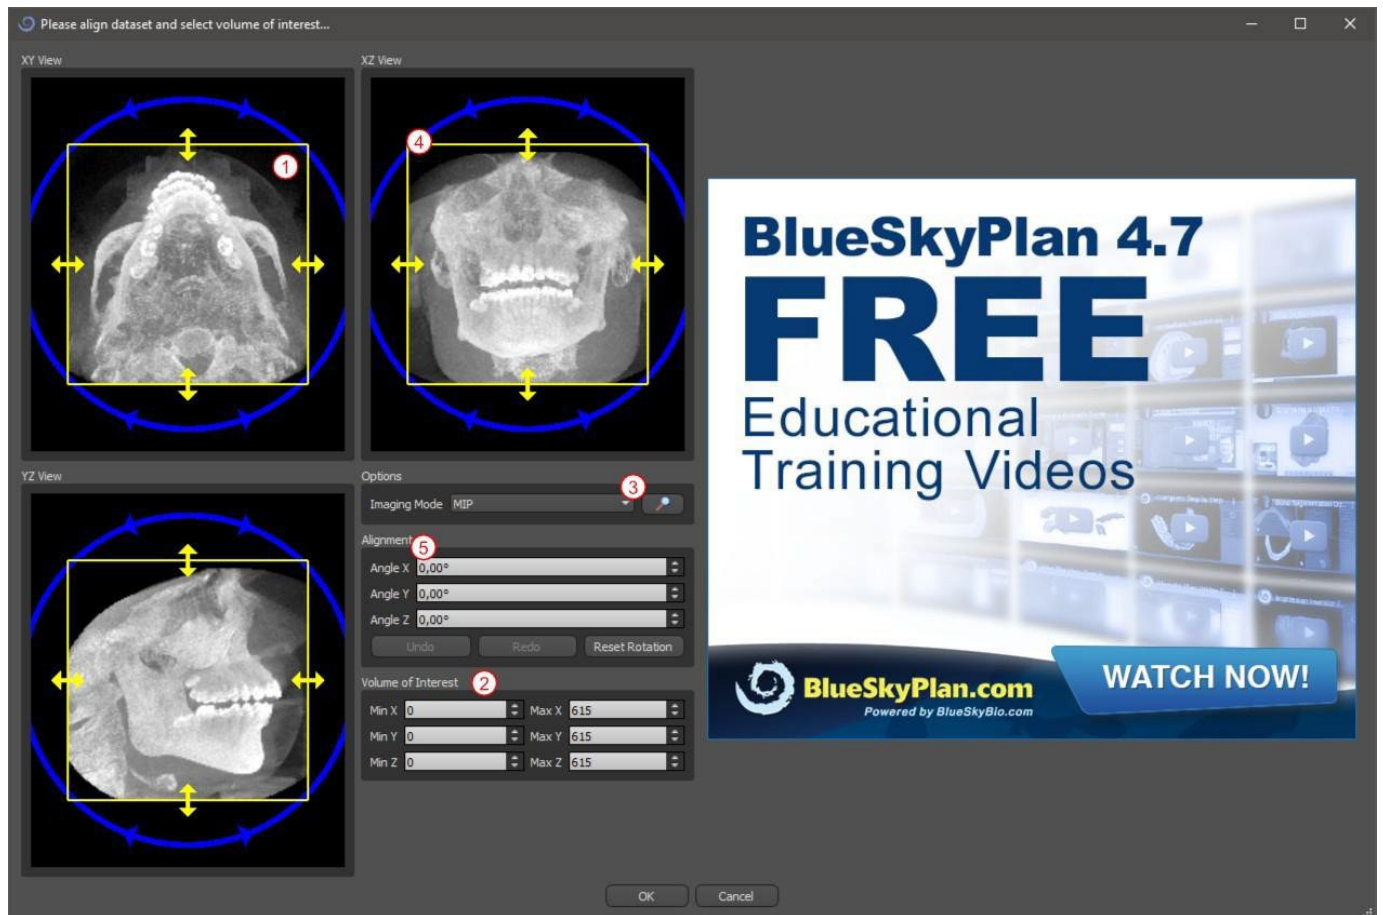 Please align dataset and select volume of interest...
XY View
XZ View
1
4
YZ View
Options
Imaging Mode MIP
3
Alignment
5
Angle X 0,00°
Angle Y 0,00°
Angle Z 0,00°
Undo Redo Reset Rotation
Volume of Interest 2
Min X 0 Max X 615
Min Y 0 Max Y 615
Min Z 0 Max Z 615
BlueSkyPlan 4.7
FREE
Educational
Training Videos
WATCH NOW!
BlueSkyPlan.com
Powered by BlueSkyBio.com
OK Cancel